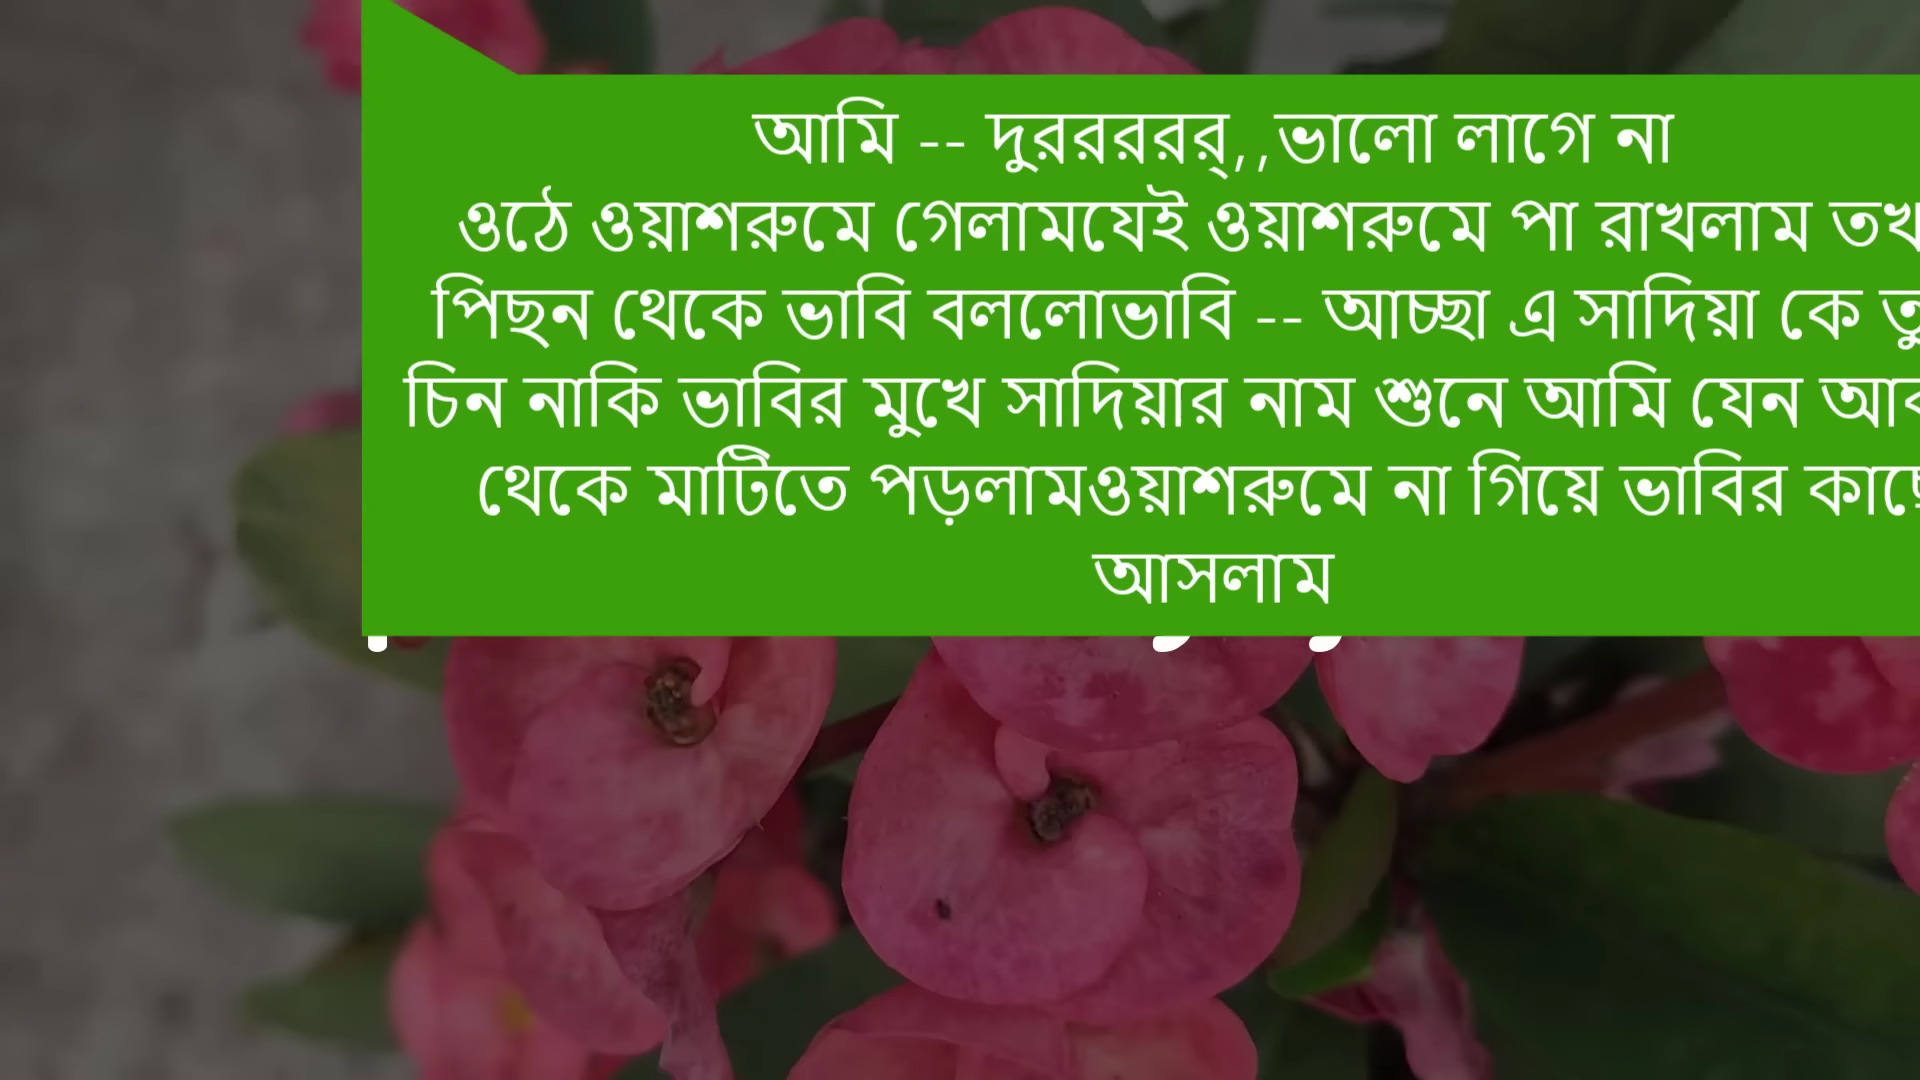 আমি -- দুররররর্,,ভালো লাগে না
ওঠে ওয়াশরুমে গেলামযেই ওয়াশরুমে পা রাখলাম
পিছন থেকে ভাবি বললোভাবি -- আচ্ছা এ সাদিয়া কে
চিন নাকি ভাবির মুখে সাদিয়ার নাম শুনে আমি যেন
থেকে মাটিতে পড়লামওয়াশরুমে না গিয়ে ভাবির
আসলাম